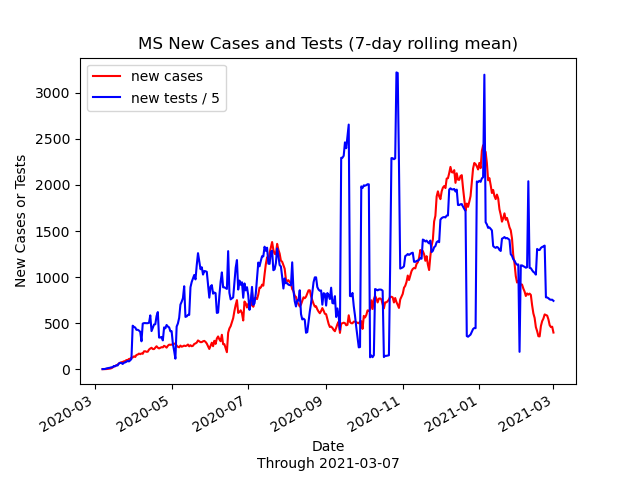 MS New Cases and Tests (7-day rolling mean)
new cases
new tests / 5
New Cases or Tests
3000
2500
2000
1500
1000
500
0
2020-03
2020-05
2020-07
2020-09
2020-11
2021-01
2021-03
Date
Through 2021-03-07